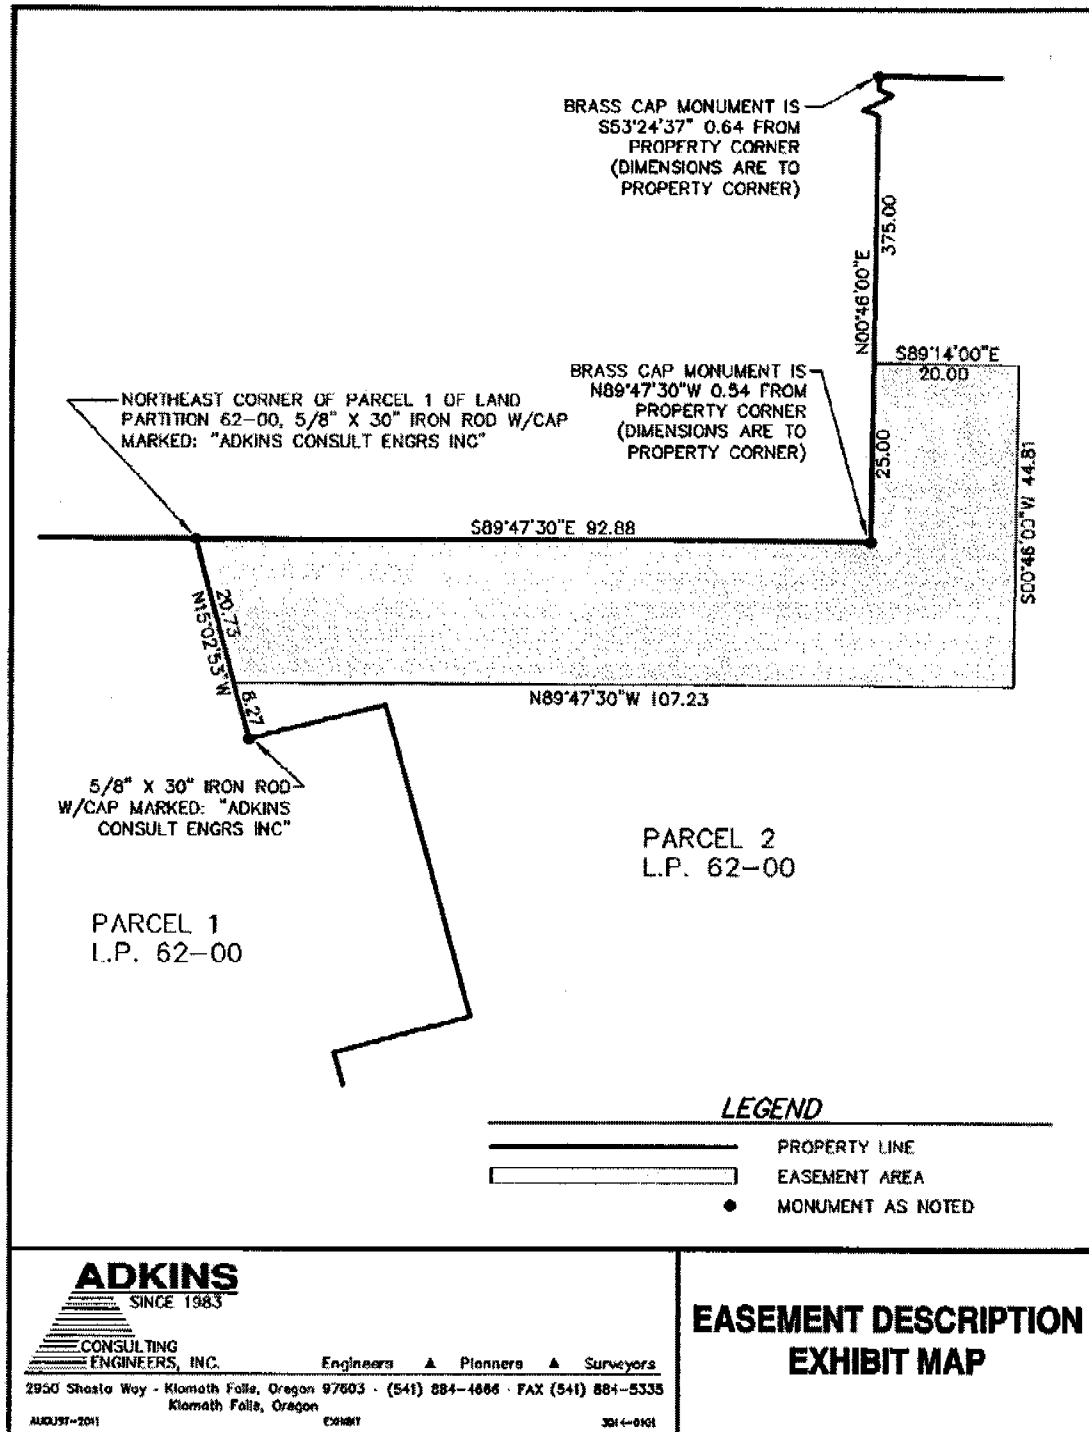 BRASS CAP MONUMENT IS
S53°24'37" 0.64 FROM
PROPERTY CORNER
(DIMENSIONS ARE TO
PROPERTY CORNER)
375.00
N00°46'00"E
S89°14'00"E
20.00
BRASS CAP MONUMENT IS
N89°47'30"W 0.54 FROM
PROPERTY CORNER
(DIMENSIONS ARE TO
PROPERTY CORNER)
NORTHEAST CORNER OF PARCEL 1 OF LAND
PARTITION 62-00, 5/8" X 30" IRON ROD W/CAP
MARKED: "ADKINS CONSULT ENGRS INC"
25.00
S00°46'00"W 44.81
S89°47'30"E 92.88
20.73
N15°02'53"W
6.27
N89°47'30"W 107.23
5/8" X 30" IRON ROD
W/CAP MARKED: "ADKINS
CONSULT ENGRS INC"
PARCEL 2
L.P. 62-00
PARCEL 1
L.P. 62-00
LEGEND
PROPERTY LINE
EASEMENT AREA
MONUMENT AS NOTED
ADKINS
SINCE 1983
CONSULTING
ENGINEERS, INC.
Engineers ▲ Planners ▲ Surveyors
2950 Shasta Way - Klamath Falls, Oregon 97603 · (541) 884-4666 · FAX (541) 884-5335
Klamath Falls, Oregon
AUGUST-2011 EXHIBIT
EASEMENT DESCRIPTION
EXHIBIT MAP